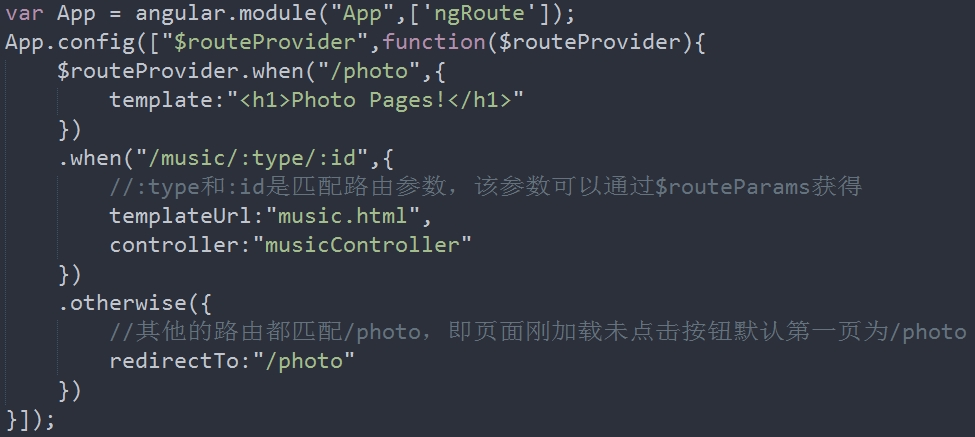 var App = angular.module("App",['ngRoute']);
App.config(["$routeProvider",function($routeProvider){
    $routeProvider.when("/photo",{
        template:"<h1>Photo Pages!</h1>"
    })
    .when("/music/:type/:id",{
        //:type和:id是匹配路由参数，该参数可以通过$routeParams获得
        templateUrl:"music.html",
        controller:"musicController"
    })
    .otherwise({
        //其他的路由都匹配/photo，即页面刚加载未点击按钮默认第一页为/photo
        redirectTo:"/photo"
    })
}]);